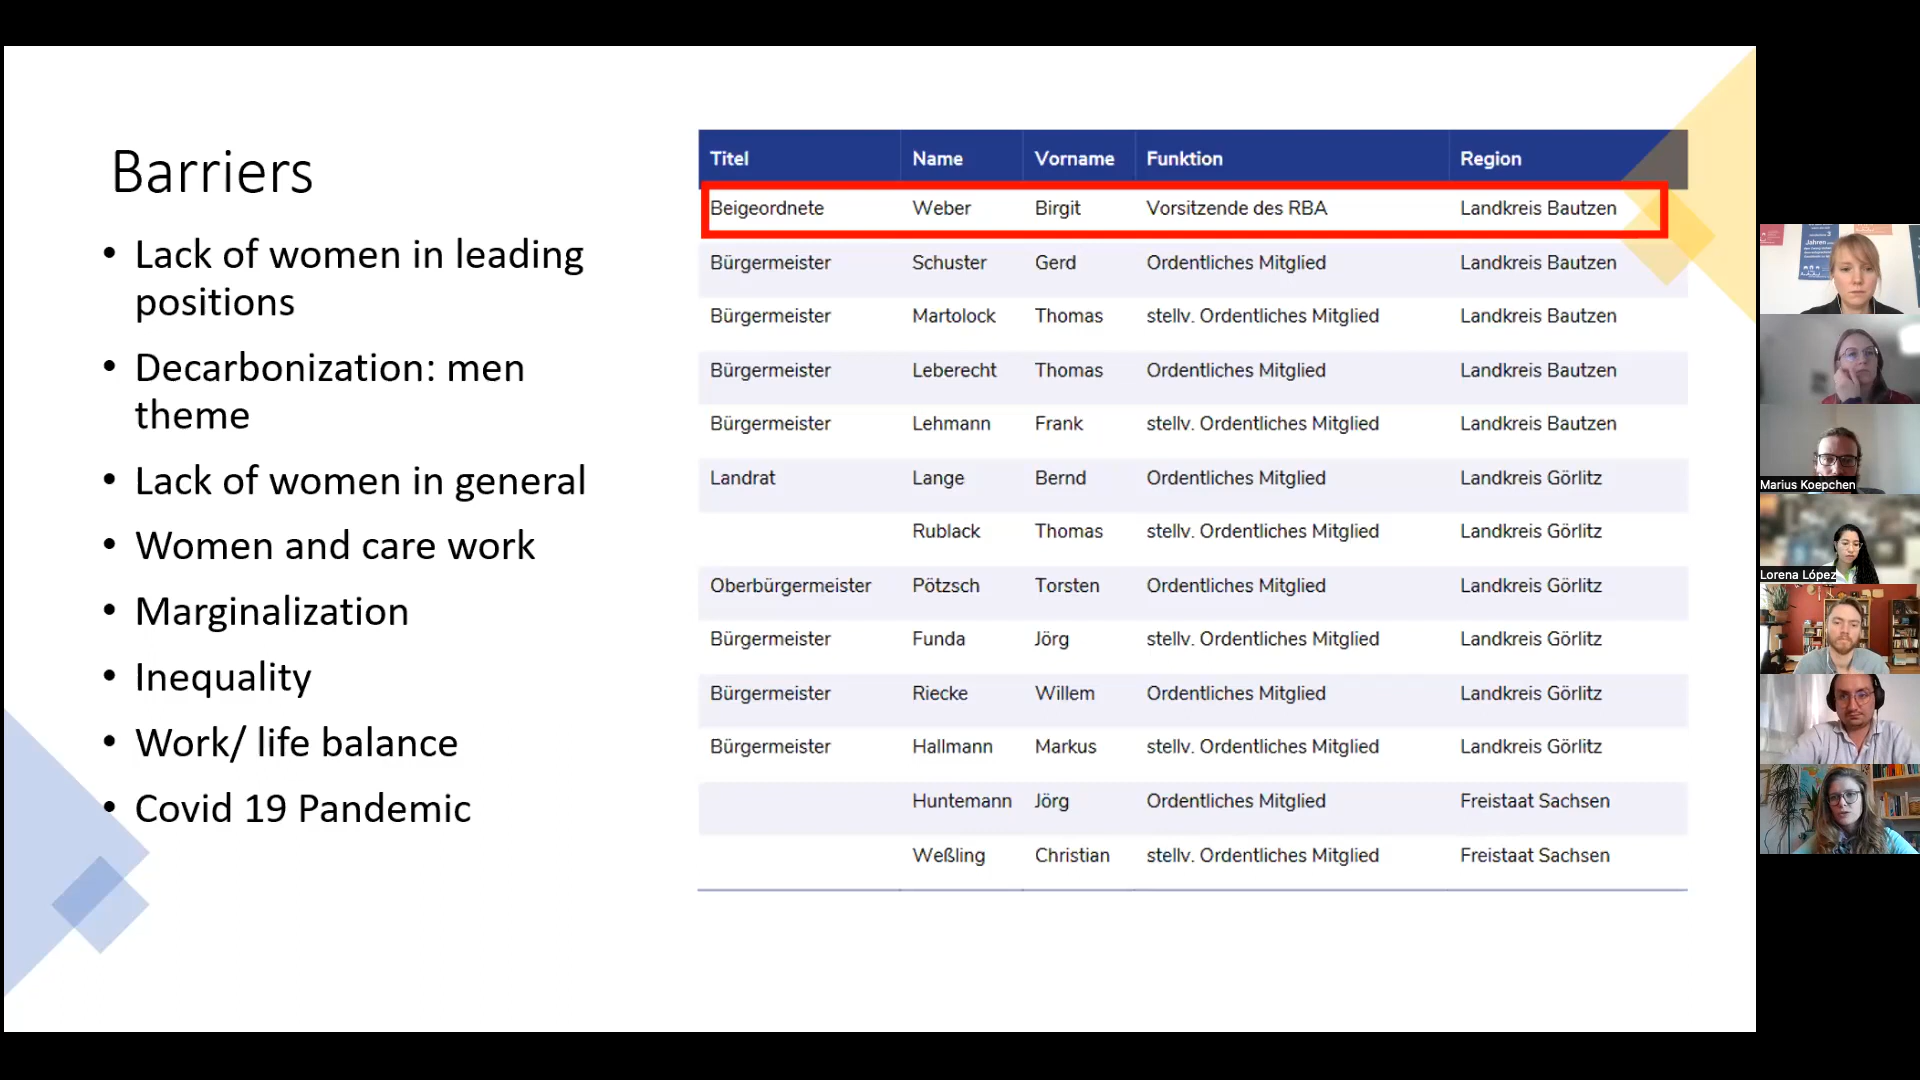 Barriers
• Lack of women in leading
positions
• Decarbonization: men
theme
• Lack of women in general
• Women and care work
• Marginalization
• Inequality
• Work/ life balance
• Covid 19 Pandemic
Titel Name Vorname Funktion Region
Beigeordnete Weber Birgit Vorsitzende des RBA Landkreis Bautzen
Bürgermeister Schuster Gerd Ordentliches Mitglied Landkreis Bautzen
Bürgermeister Martolock Thomas stellv. Ordentliches Mitglied Landkreis Bautzen
Bürgermeister Leberecht Thomas Ordentliches Mitglied Landkreis Bautzen
Bürgermeister Lehmann Frank stellv. Ordentliches Mitglied Landkreis Bautzen
Landrat Lange Bernd Ordentliches Mitglied Landkreis Görlitz
Rublack Thomas stellv. Ordentliches Mitglied Landkreis Görlitz
Oberbürgermeister Pötzsch Torsten Ordentliches Mitglied Landkreis Görlitz
Bürgermeister Funda Jörg stellv. Ordentliches Mitglied Landkreis Görlitz
Bürgermeister Riecke Willem Ordentliches Mitglied Landkreis Görlitz
Bürgermeister Hallmann Markus stellv. Ordentliches Mitglied Landkreis Görlitz
Huntemann Jörg Ordentliches Mitglied Freistaat Sachsen
Weßling Christian stellv. Ordentliches Mitglied Freistaat Sachsen
Jahren
Marius Koepchen
Lorena López